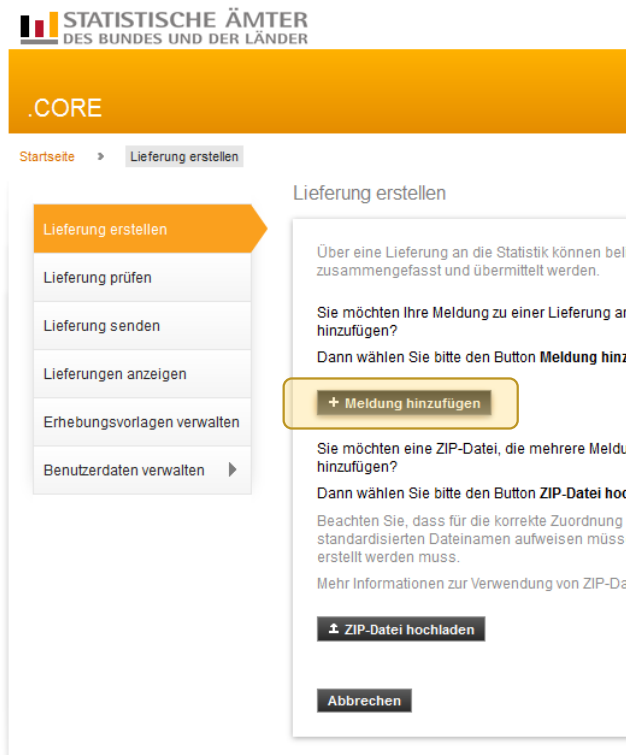 STATISTISCHE ÄMTER
DES BUNDES UND DER LÄNDER
.CORE
Startseite > Lieferung erstellen
Lieferung erstellen
Lieferung erstellen
Lieferung prüfen
Lieferung senden
Lieferungen anzeigen
Erhebungsvorlagen verwalten
Benutzerdaten verwalten
Über eine Lieferung an die Statistik können bel
zusammengefasst und übermittelt werden.
Sie möchten Ihre Meldung zu einer Lieferung a
hinzufügen?
Dann wählen Sie bitte den Button Meldung hinz
+ Meldung hinzufügen
Sie möchten eine ZIP-Datei, die mehrere Meldu
hinzufügen?
Dann wählen Sie bitte den Button ZIP-Datei hoc
Beachten Sie, dass für die korrekte Zuordnung
standardisierten Dateinamen aufweisen müss
erstellt werden muss.
Mehr Informationen zur Verwendung von ZIP-Da
ZIP-Datei hochladen
Abbrechen